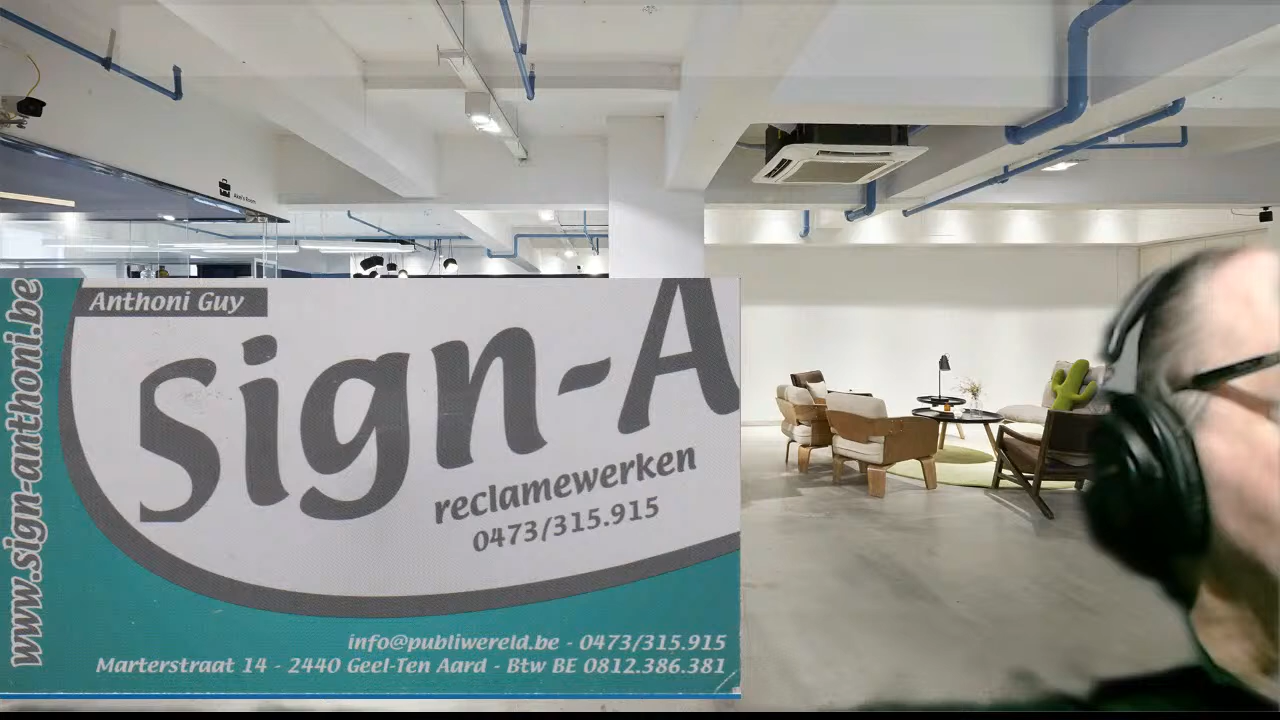 www.sign-anthoni.be
Anthoni Guy
Sign-A
reclamewerken
0473/315.915
info@publiwereld.be - 0473/315.915
Marterstraat 14 - 2440 Geel-Ten Aard - Btw BE 0812.386.381